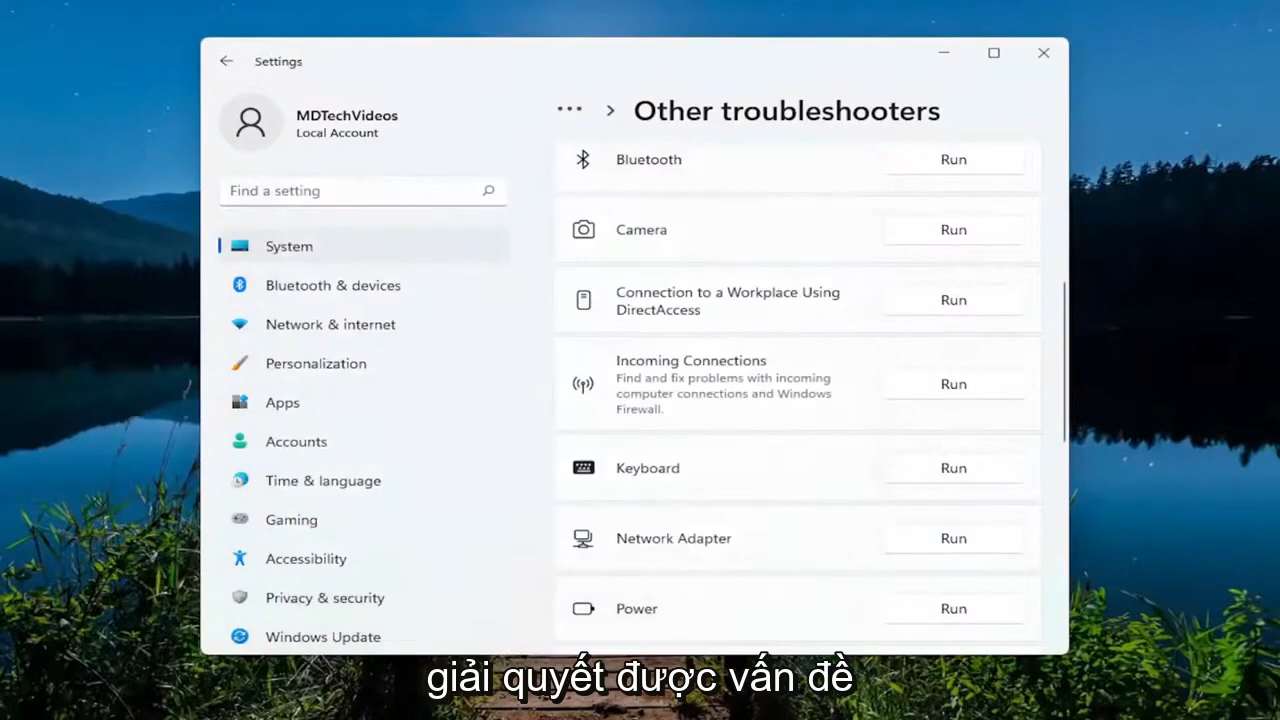 Settings
MDTechVideos
Local Account
Find a setting
System
Bluetooth & devices
Network & internet
Personalization
Apps
Accounts
Time & language
Gaming
Accessibility
Privacy & security
Windows Update
... > Other troubleshooters
Bluetooth Run
Camera Run
Connection to a Workplace Using
DirectAccess
Run
Incoming Connections
Find and fix problems with incoming
computer connections and Windows
Firewall.
Run
Keyboard Run
Network Adapter Run
Power Run
giải quyết được vấn đề